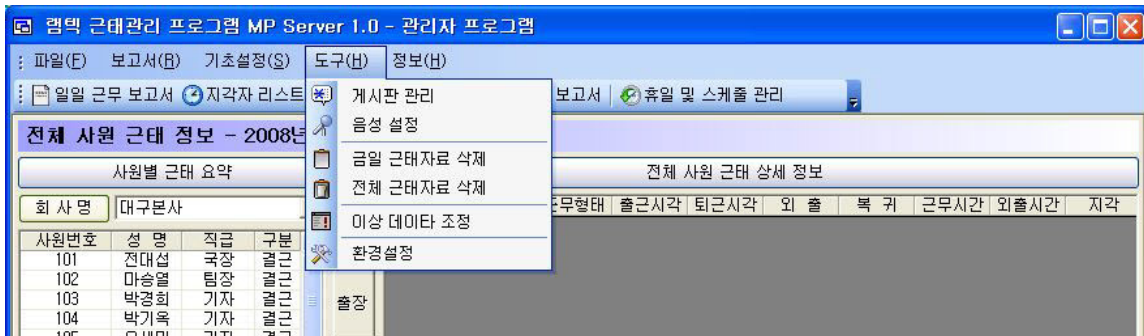 랩텍 근태관리 프로그램 MP Server 1.0 - 관리자 프로그램
파일(F) 보고서(R) 기초설정(S) 도구(H) 정보(H)
일일 근무 보고서 지각자 리스트 보고서 휴일 및 스케줄 관리
게시판 관리
음성 설정
금일 근태자료 삭제
전체 근태자료 삭제
이상 데이타 조정
환경설정
전체 사원 근태 정보 - 2008년
사원별 근태 요약 전체 사원 근태 상세 정보
회 사 명 대구본사 근무형태 출근시각 퇴근시각 외 출 복 귀 근무시간 외출시간 지각
사원번호 성 명 직급 구분
101 전대섭 국장 결근
102 마승열 팀장 결근
103 박경희 기자 결근
출장
104 박기옥 기자 결근